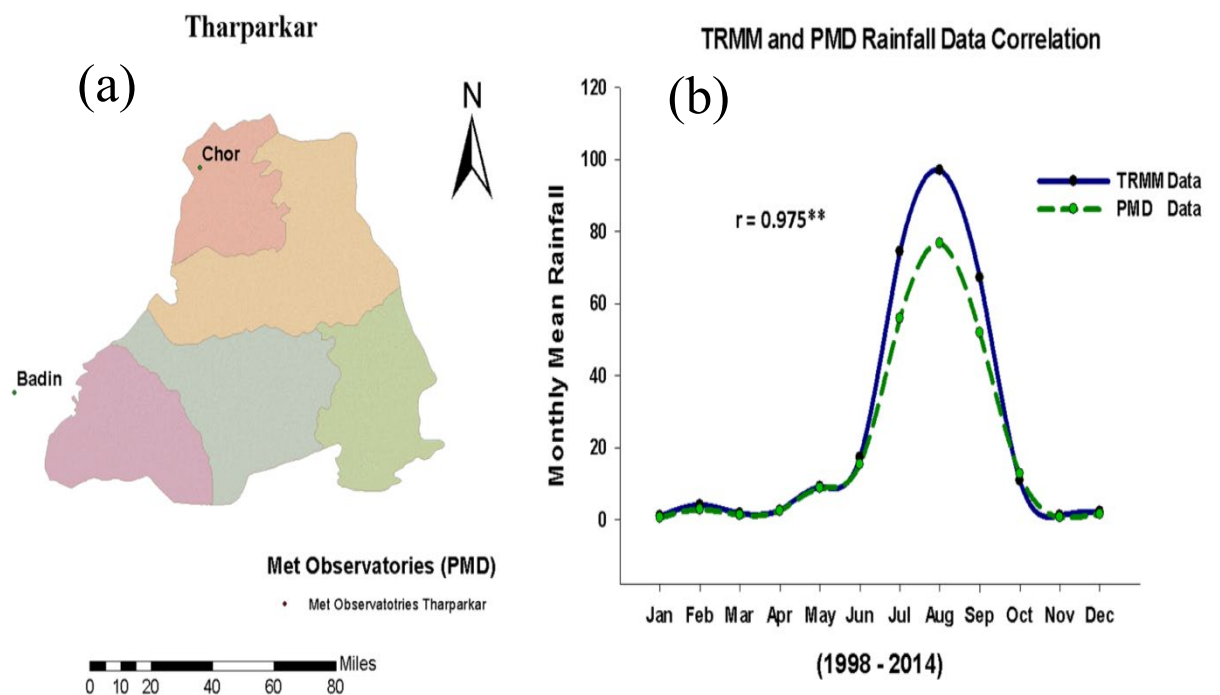 Tharparkar
(a)
N
Chor
Badin
Met Observatories (PMD)
Met Observatotries Tharparkar
Miles
0 10 20 40 60 80
TRMM and PMD Rainfall Data Correlation
(b)
120
100
80
60
40
20
0
Monthly Mean Rainfall
r = 0.975**
TRMM Data
PMD Data
Jan Feb Mar Apr May Jun Jul Aug Sep Oct Nov Dec
(1998 - 2014)